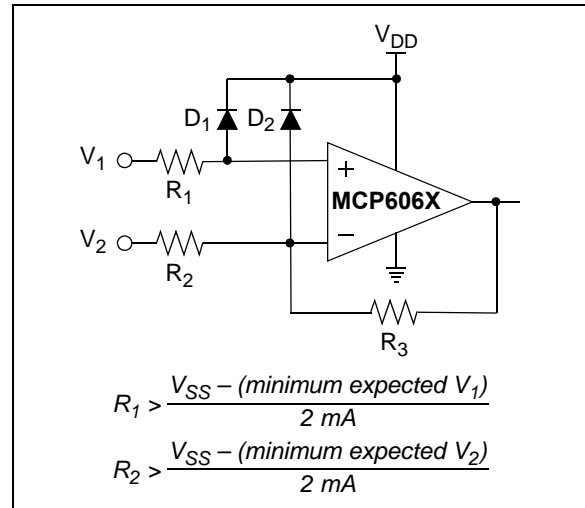 V_DD
D_1 D_2
V_1
R_1
+
MCP606X
V_2
R_2
–
R_3
R_1 > V_SS – (minimum expected V_1)
2 mA
R_2 > V_SS – (minimum expected V_2)
2 mA